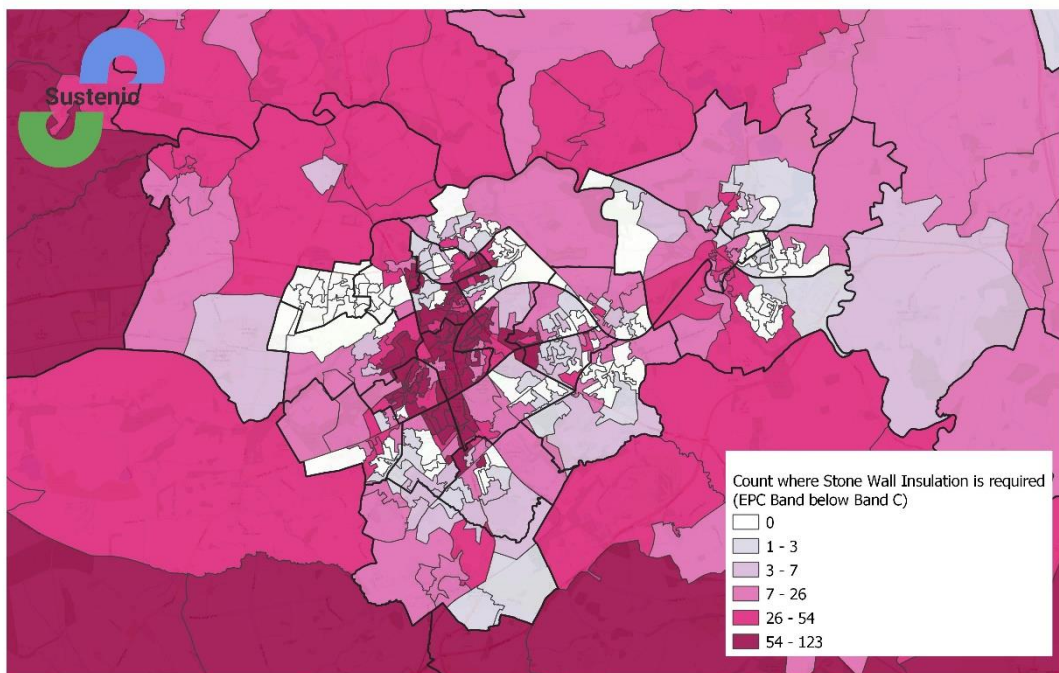 Sustenic
Count where Stone Wall Insulation is required
(EPC Band below Band C)
0
1 - 3
3 - 7
7 - 26
26 - 54
54 - 123